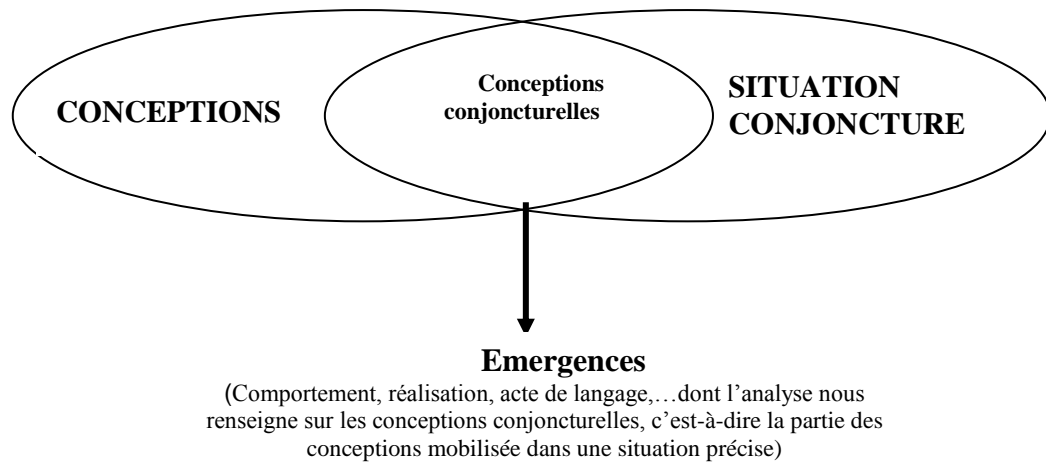 CONCEPTIONS
Conceptions
conjoncturelles
SITUATION
CONJONCTURE
Emergences
(Comportement, réalisation, acte de langage,…dont l’analyse nous
renseigne sur les conceptions conjoncturelles, c’est-à-dire la partie des
conceptions mobilisée dans une situation précise)